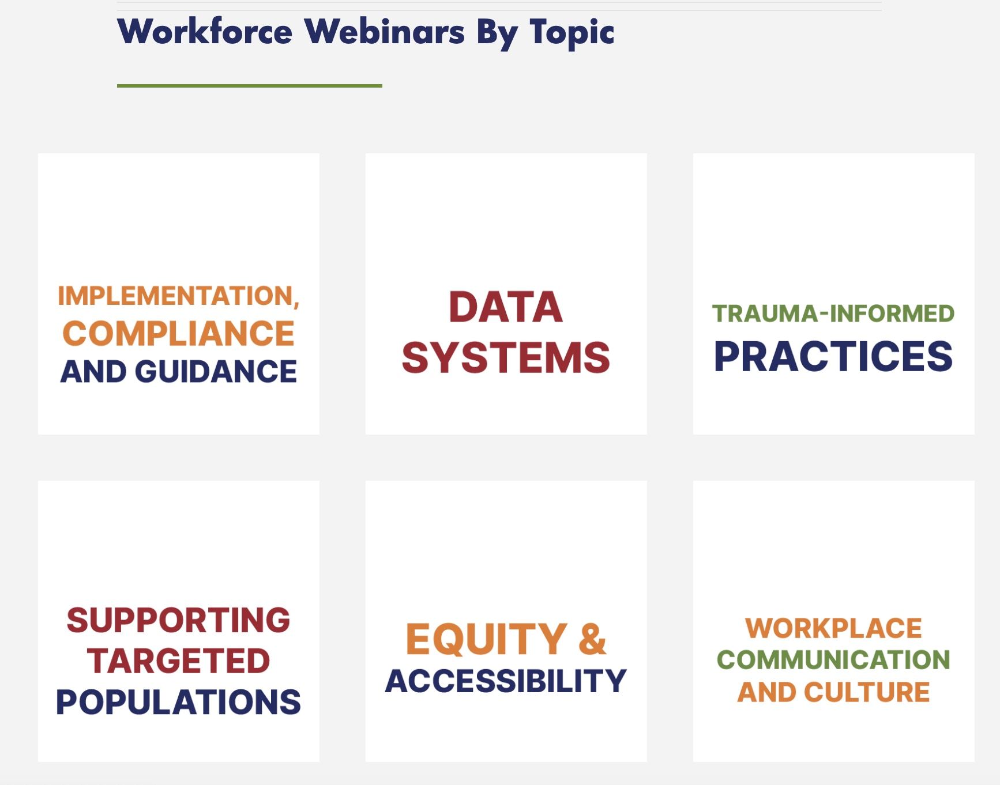 Workforce Webinars By Topic
IMPLEMENTATION,
COMPLIANCE
AND GUIDANCE
DATA
SYSTEMS
TRAUMA-INFORMED
PRACTICES
SUPPORTING
TARGETED
POPULATIONS
EQUITY &
ACCESSIBILITY
WORKPLACE
COMMUNICATION
AND CULTURE